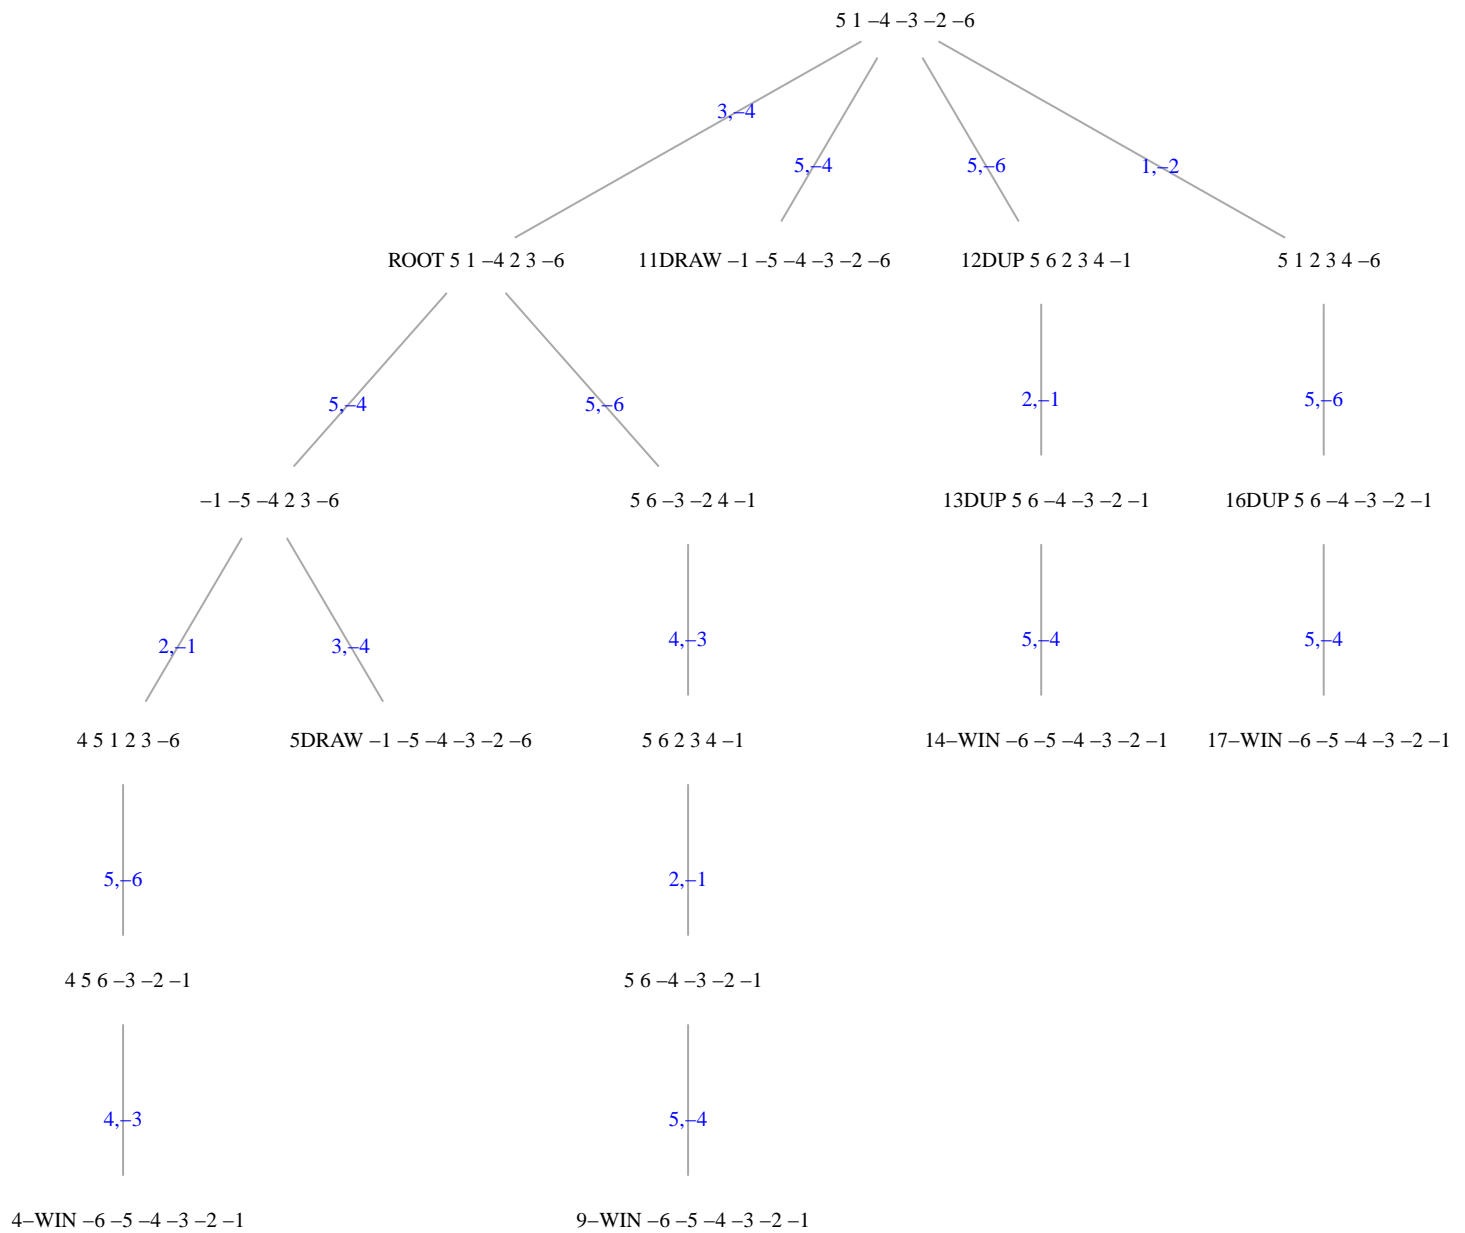 5 1 –4 –3 –2 –6
3,–4
5,–4
5,–6
1,–2
ROOT 5 1 –4 2 3 –6
11DRAW –1 –5 –4 –3 –2 –6
12DUP 5 6 2 3 4 –1
5 1 2 3 4 –6
5,–4
5,–6
2,–1
5,–6
–1 –5 –4 2 3 –6
5 6 –3 –2 4 –1
13DUP 5 6 –4 –3 –2 –1
16DUP 5 6 –4 –3 –2 –1
2,–1
3,–4
4,–3
5,–4
5,–4
4 5 1 2 3 –6
5DRAW –1 –5 –4 –3 –2 –6
5 6 2 3 4 –1
14–WIN –6 –5 –4 –3 –2 –1
17–WIN –6 –5 –4 –3 –2 –1
5,–6
2,–1
4 5 6 –3 –2 –1
5 6 –4 –3 –2 –1
4,–3
5,–4
4–WIN –6 –5 –4 –3 –2 –1
9–WIN –6 –5 –4 –3 –2 –1